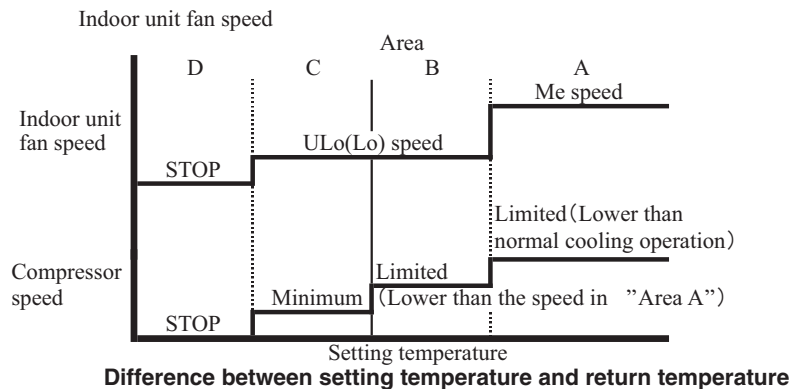 Indoor unit fan speed
Area
D C B A
Me speed
Indoor unit
fan speed
ULo(Lo) speed
STOP
Limited（Lower than
normal cooling operation）
Compressor
speed
Limited
Minimum （Lower than the speed in ”Area A”）
STOP
Setting temperature
Difference between setting temperature and return temperature